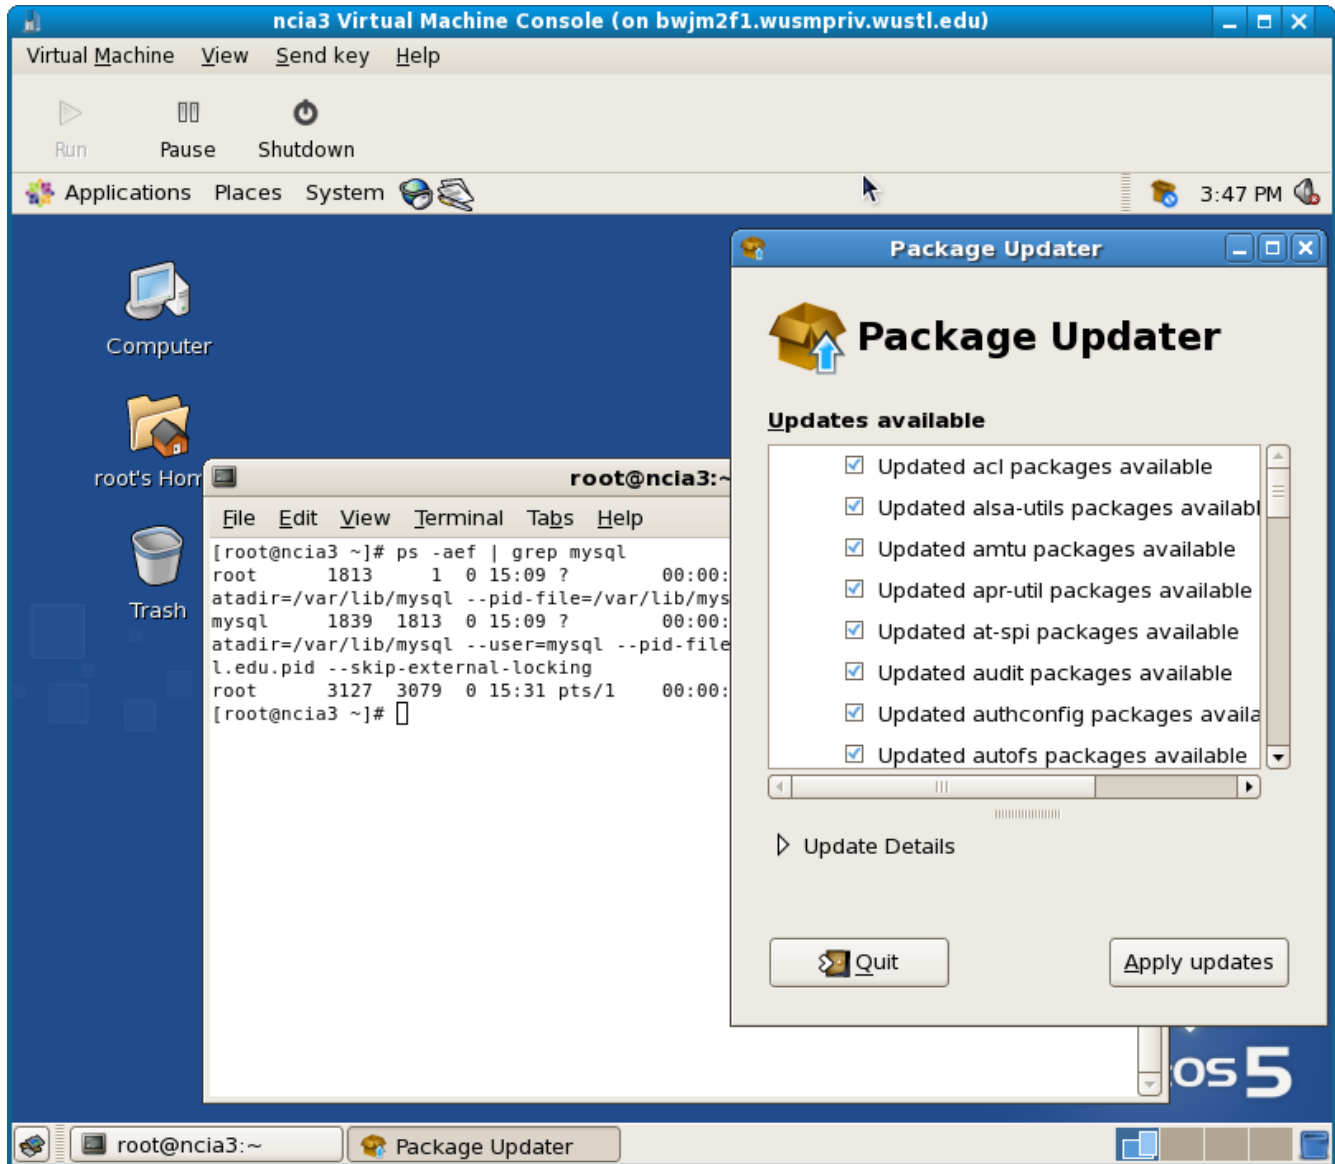 ncia3 Virtual Machine Console (on bwjm2f1.wusmpriv.wustl.edu)
Virtual Machine View Send key Help
Run Pause Shutdown
Applications Places System 3:47 PM
Computer
root's Hom
Trash
root@ncia3:~
File Edit View Terminal Tabs Help
[root@ncia3 ~]# ps -aef | grep mysql
root 1813 1 0 15:09 ? 00:00:
atadir=/var/lib/mysql --pid-file=/var/lib/mys
mysql 1839 1813 0 15:09 ? 00:00:
atadir=/var/lib/mysql --user=mysql --pid-file
l.edu.pid --skip-external-locking
root 3127 3079 0 15:31 pts/1 00:00:
[root@ncia3 ~]#
Package Updater
Package Updater
Updates available
Updated acl packages available
Updated alsa-utils packages availabl
Updated amtu packages available
Updated apr-util packages available
Updated at-spi packages available
Updated audit packages available
Updated authconfig packages availa
Updated autofs packages available
Update Details
Quit Apply updates
os 5
root@ncia3:~ Package Updater